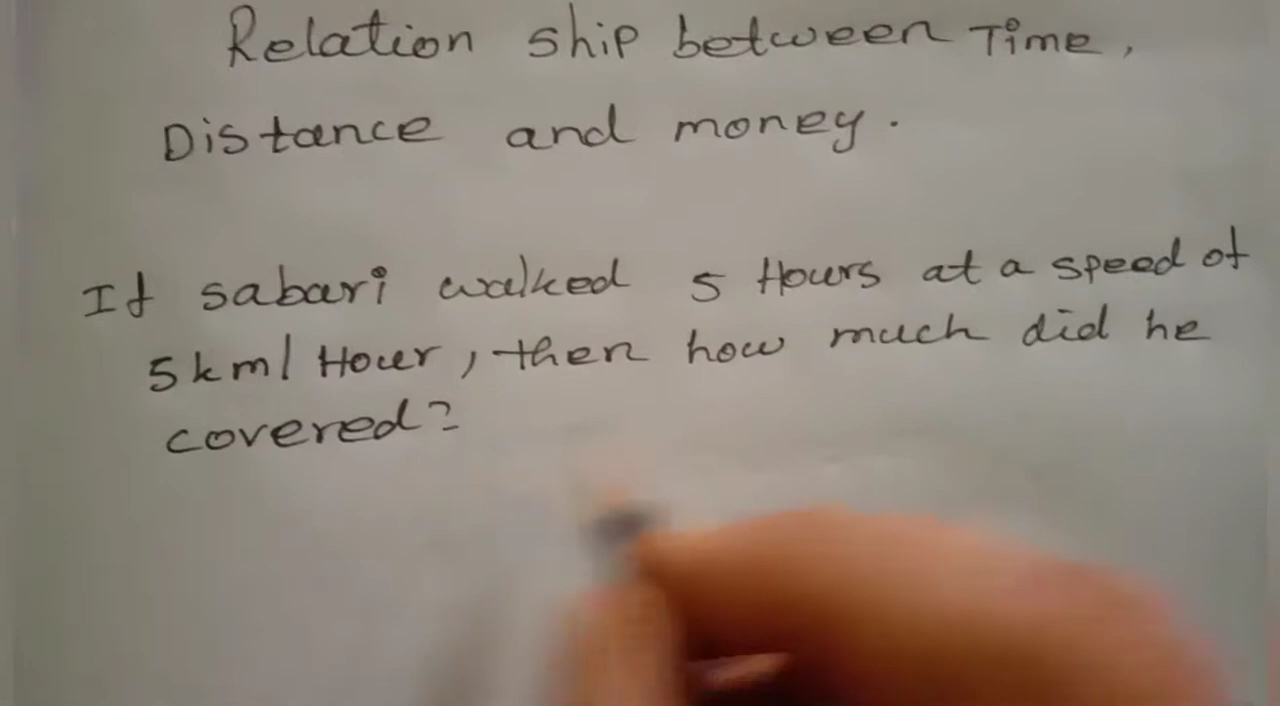 Relation ship between Time,
Distance and money.
If sabari walked 5 Hours at a speed of
5km/Hour, then how much did he
covered?